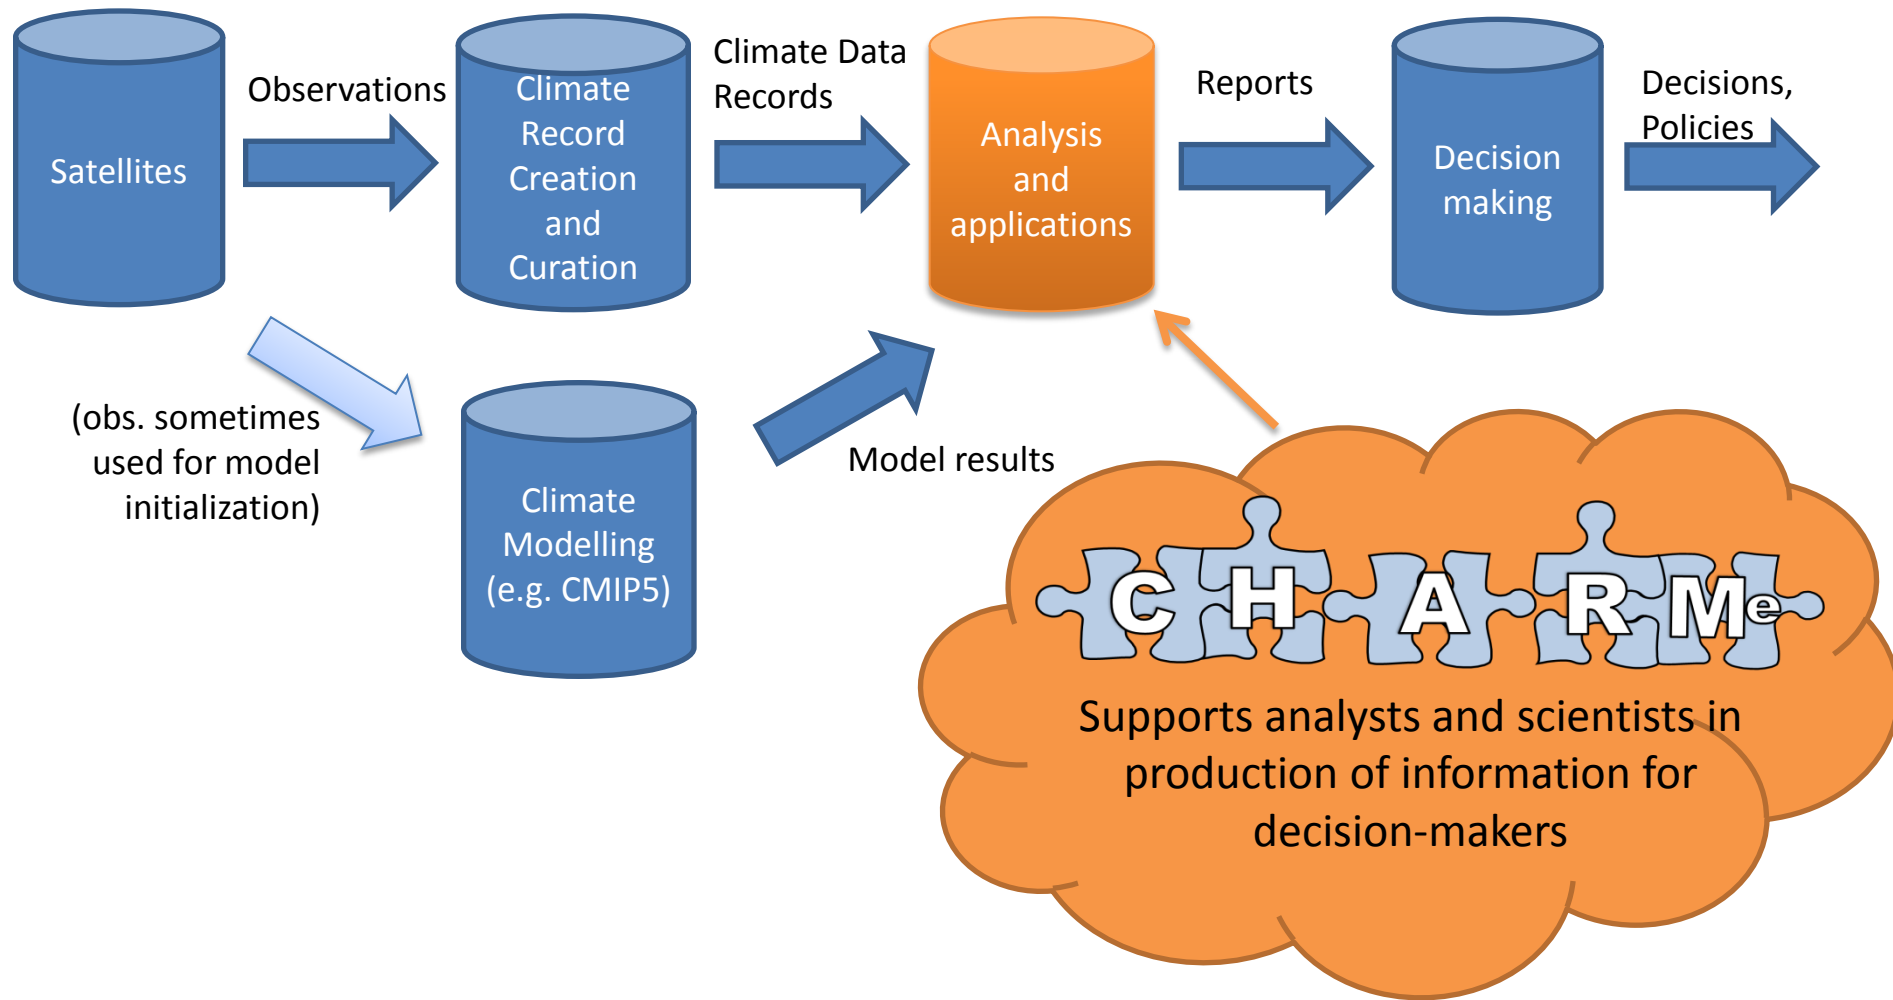 Satellites
Observations
Climate
Record
Creation
and
Curation
Climate Data
Records
Analysis
and
applications
Reports
Decision
making
Decisions,
Policies
(obs. sometimes
used for model
initialization)
Climate
Modelling
(e.g. CMIP5)
Model results
CHARMe
Supports analysts and scientists in
production of information for
decision-makers